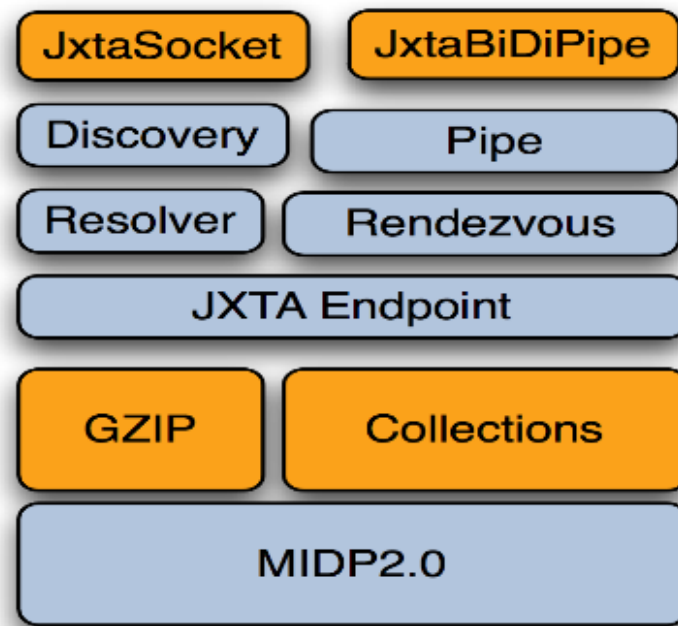 JxtaSocket
JxtaBiDiPipe
Discovery
Pipe
Resolver
Rendezvous
JXTA Endpoint
GZIP
Collections
MIDP2.0